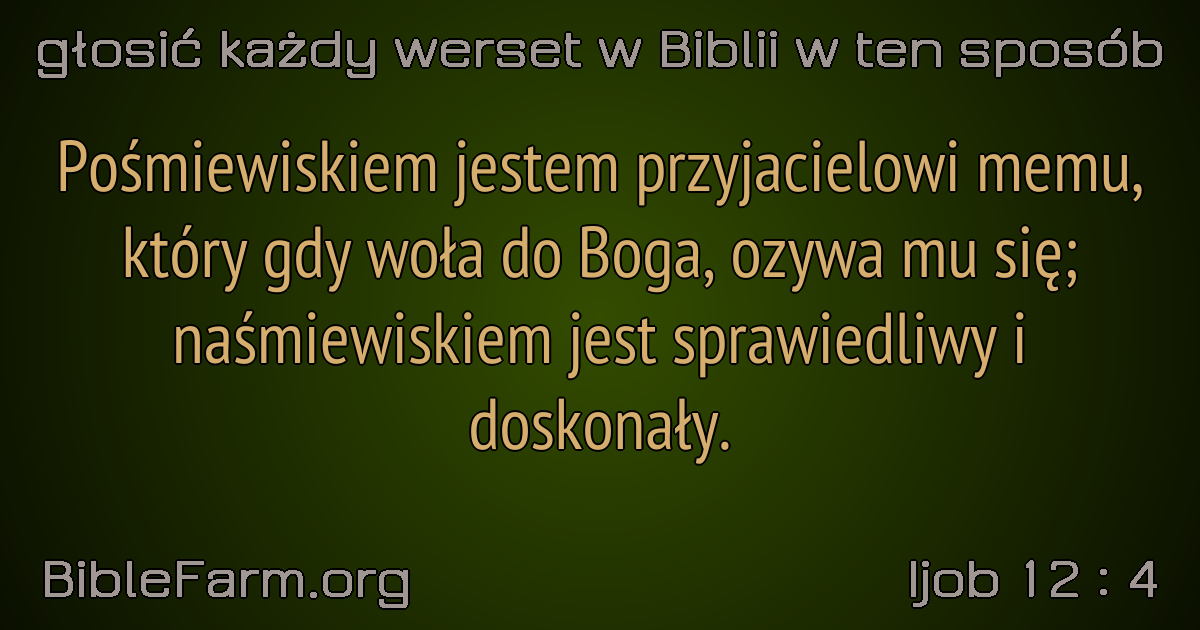 głosić każdy werset w Biblii w ten sposób
Pośmiewiskiem jestem przyjacielowi memu,
który gdy woła do Boga, ozywa mu się;
naśmiewiskiem jest sprawiedliwy i
doskonały.
BibleFarm.org
Ijob 12 : 4